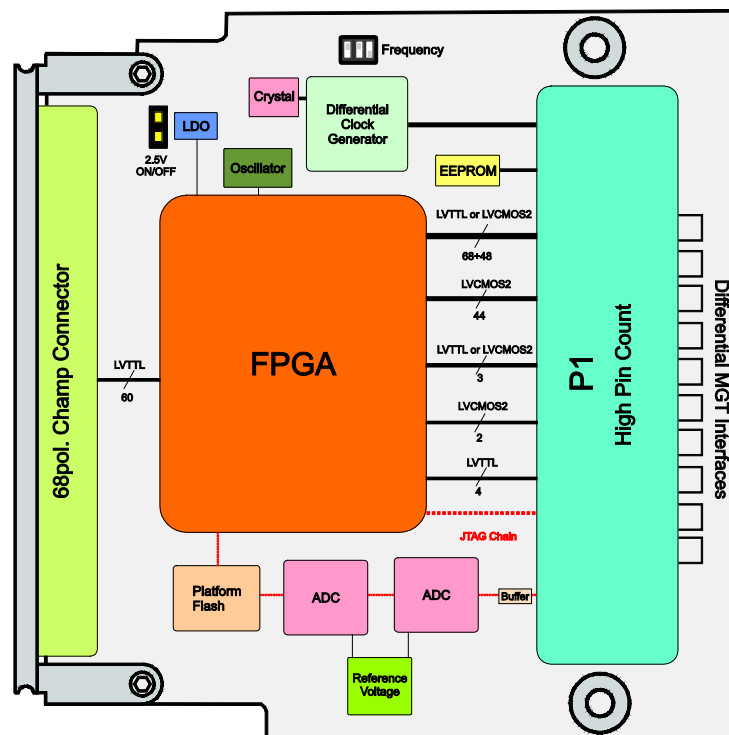 Frequency
Crystal
Differential
Clock
Generator
LDO
2.5V
ON/OFF
Oscillator
EEPROM
LVTTL or LVCMOS2
68+48
LVCMOS2
44
LVTTL or LVCMOS2
3
LVCMOS2
2
LVTTL
4
FPGA
LVTTL
60
68pol. Champ Connector
P1
High Pin Count
Differential MGT Interfaces
JTAG Chain
Platform
Flash
ADC
ADC
Buffer
Reference
Voltage